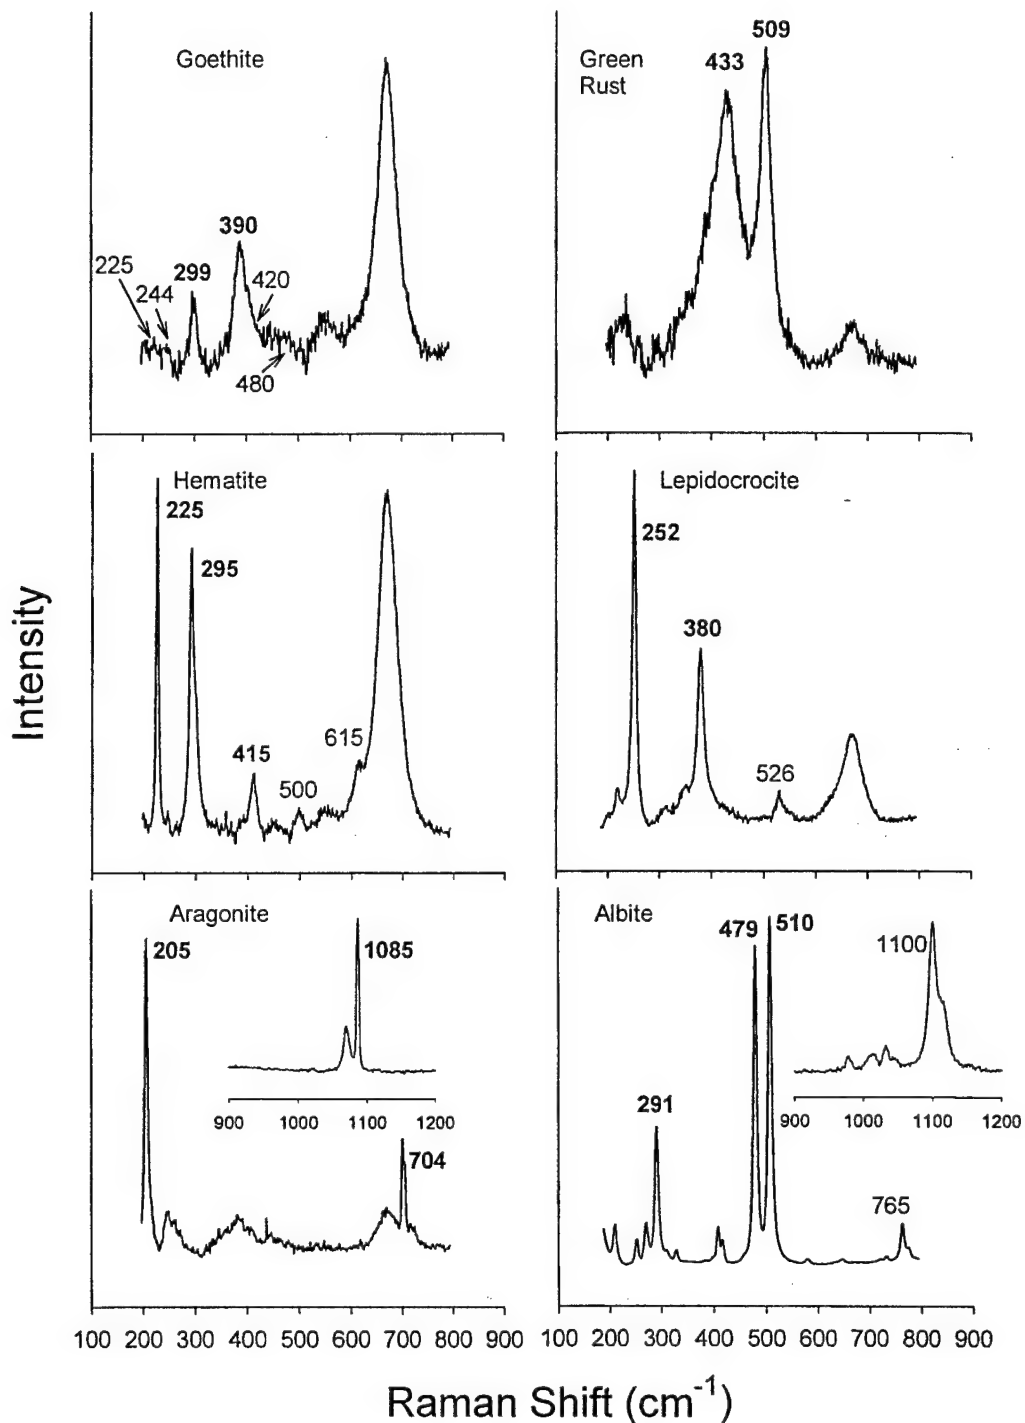 Goethite
390
225
299
244
420
480
Green
Rust
433
509
Hematite
225
295
415
500
615
Lepidocrocite
252
380
526
Aragonite
205
1085
900 1000 1100 1200
704
100 200 300 400 500 600 700 800 900
Albite
479
510
1100
900 1000 1100 1200
291
765
100 200 300 400 500 600 700 800 900
Intensity
Raman Shift (cm⁻¹)